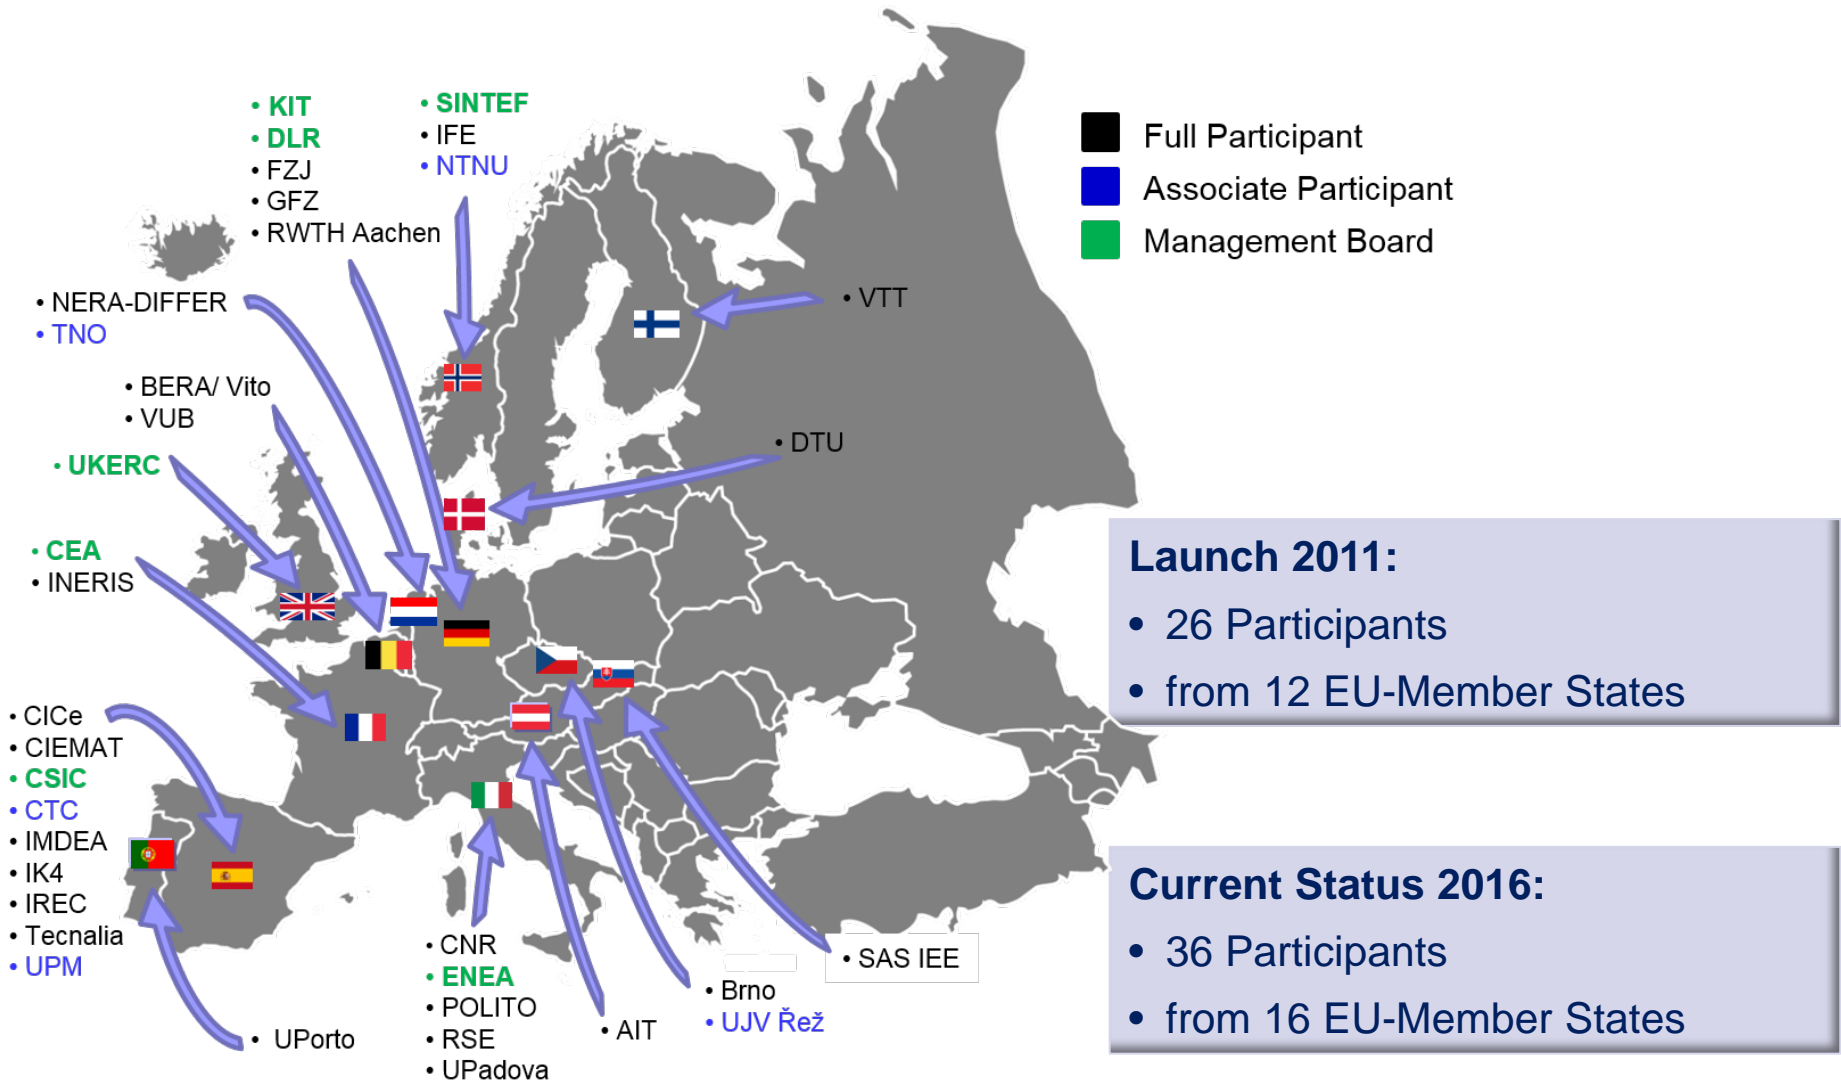 • KIT
• DLR
• FZJ
• GFZ
• RWTH Aachen
• SINTEF
• IFE
• NTNU
Full Participant
Associate Participant
Management Board
• NERA-DIFFER
• TNO
• VTT
• BERA/ Vito
• VUB
• DTU
• UKERC
• CEA
• INERIS
Launch 2011:
• 26 Participants
• from 12 EU-Member States
• CICe
• CIEMAT
• CSIC
• CTC
• IMDEA
• IK4
• IREC
• Tecnalia
• UPM
• UPorto
• CNR
• ENEA
• POLITO
• RSE
• UPadova
• AIT
• Brno
• UJV Řež
• SAS IEE
Current Status 2016:
• 36 Participants
• from 16 EU-Member States